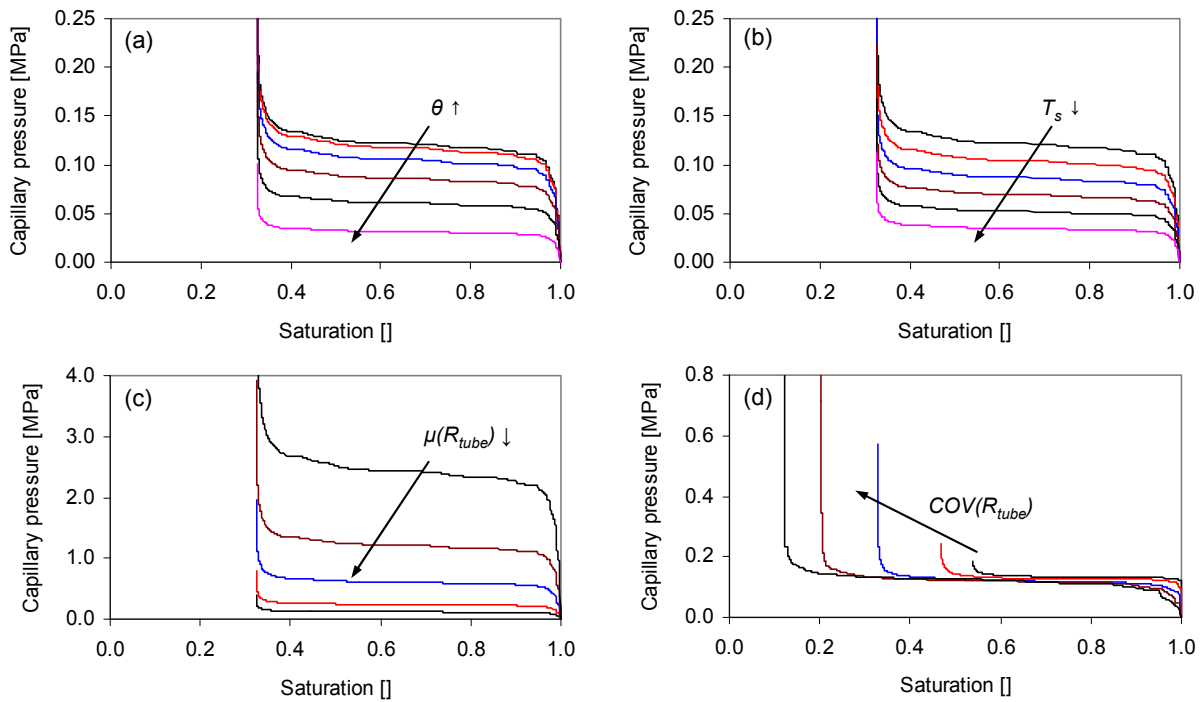 (a)
Capillary pressure [MPa]
0.25
0.20
0.15
0.10
0.05
0.00
θ ↑
0.0 0.2 0.4 0.6 0.8 1.0
Saturation []
(b)
Capillary pressure [MPa]
0.25
0.20
0.15
0.10
0.05
0.00
Ts ↓
0.0 0.2 0.4 0.6 0.8 1.0
Saturation []
(c)
Capillary pressure [MPa]
4.0
3.0
2.0
1.0
0.0
μ(Rtube) ↓
0.0 0.2 0.4 0.6 0.8 1.0
Saturation []
(d)
Capillary pressure [MPa]
0.8
0.6
0.4
0.2
0.0
COV(Rtube)
0.0 0.2 0.4 0.6 0.8 1.0
Saturation []